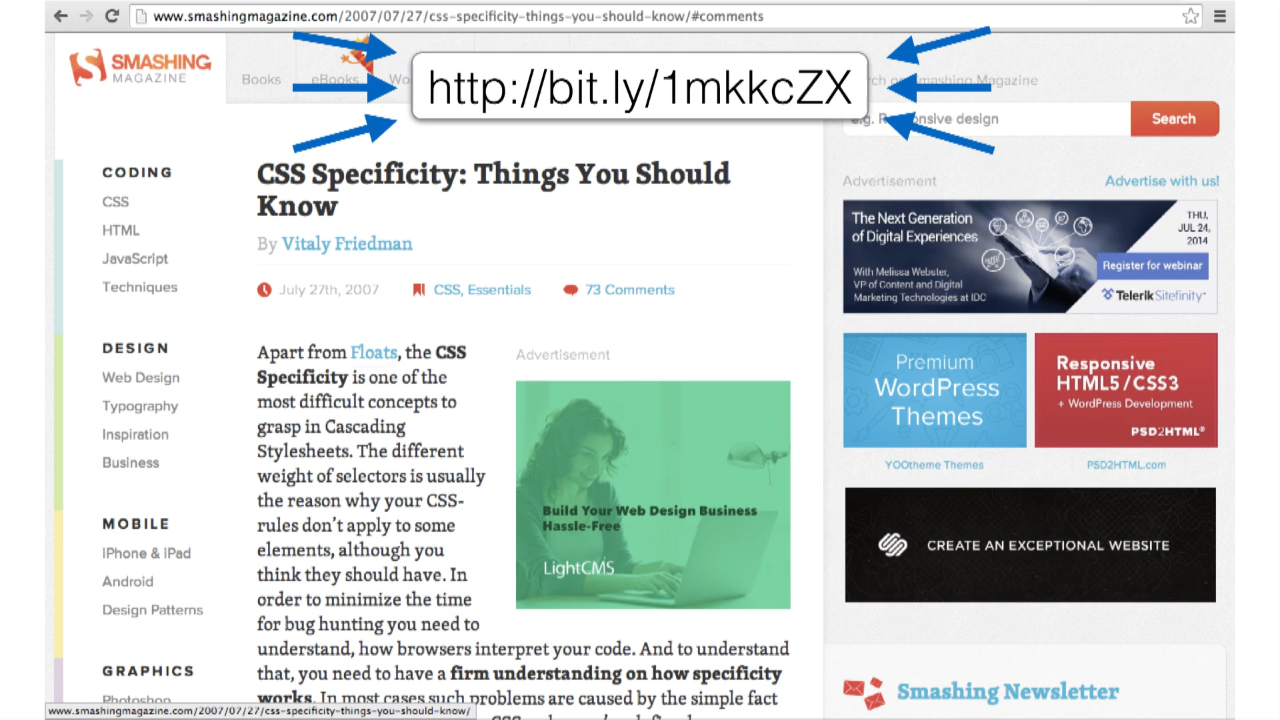 www.smashingmagazine.com/2007/07/27/css-specificity-things-you-should-know/#comments
SMASHING
MAGAZINE
Books
eBooks
http://bit.ly/1mkkcZX
Smashing Magazine
e.g. Responsive design
Search
CODING
CSS
HTML
JavaScript
Techniques
DESIGN
Web Design
Typography
Inspiration
Business
MOBILE
iPhone & iPad
Android
Design Patterns
GRAPHICS
Photoshop
CSS Specificity: Things You Should
Know
By Vitaly Friedman
July 27th, 2007
CSS, Essentials
73 Comments
Apart from Floats, the CSS
Specificity is one of the
most difficult concepts to
grasp in Cascading
Stylesheets. The different
weight of selectors is usually
the reason why your CSS-
rules don't apply to some
elements, although you
think they should have. In
order to minimize the time
for bug hunting you need to
understand, how browsers interpret your code. And to understand
that, you need to have a firm understanding on how specificity
works. In most cases such problems are caused by the simple fact
Advertisement
Build Your Web Design Business
Hassle-Free
LightCMS
Advertisement
Advertise with us!
The Next Generation
of Digital Experiences
With Melissa Webster,
VP of Content and Digital
Marketing Technologies at IDC
THU,
JUL 24,
2014
Register for webinar
Telerik Sitefinity
Premium
WordPress
Themes
YOOtheme Themes
Responsive
HTML5/CSS3
+ WordPress Development
PSD2HTML®
PSD2HTML.com
CREATE AN EXCEPTIONAL WEBSITE
Smashing Newsletter
www.smashingmagazine.com/2007/07/27/css-specificity-things-you-should-know/